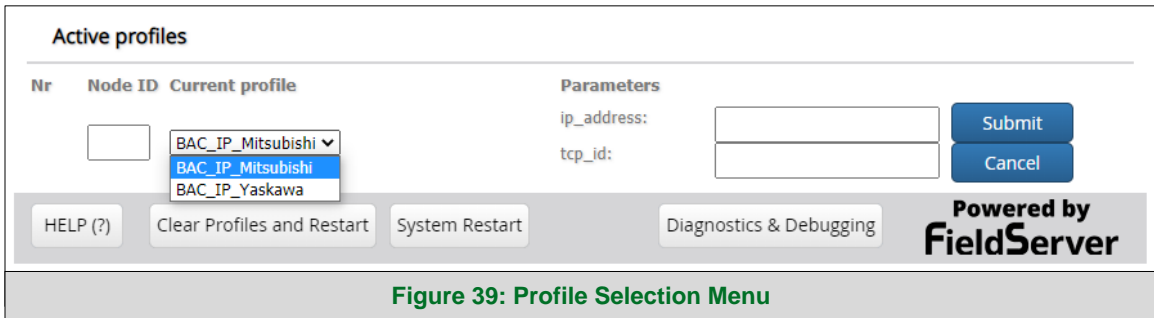 Active profiles
Nr Node ID Current profile Parameters
ip_address: Submit
BAC_IP_Mitsubishi
tcp_id: Cancel
BAC_IP_Mitsubishi
BAC_IP_Yaskawa
HELP (?) Clear Profiles and Restart System Restart Diagnostics & Debugging Powered by
FieldServer
Figure 39: Profile Selection Menu